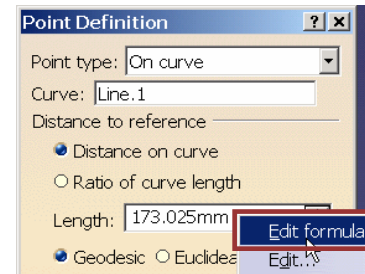 Point Definition
Point type: On curve
Curve: Line.1
Distance to reference
Distance on curve
Ratio of curve length
Length: 173.025mm
Edit formula
Geodesic Euclidea
Edit...